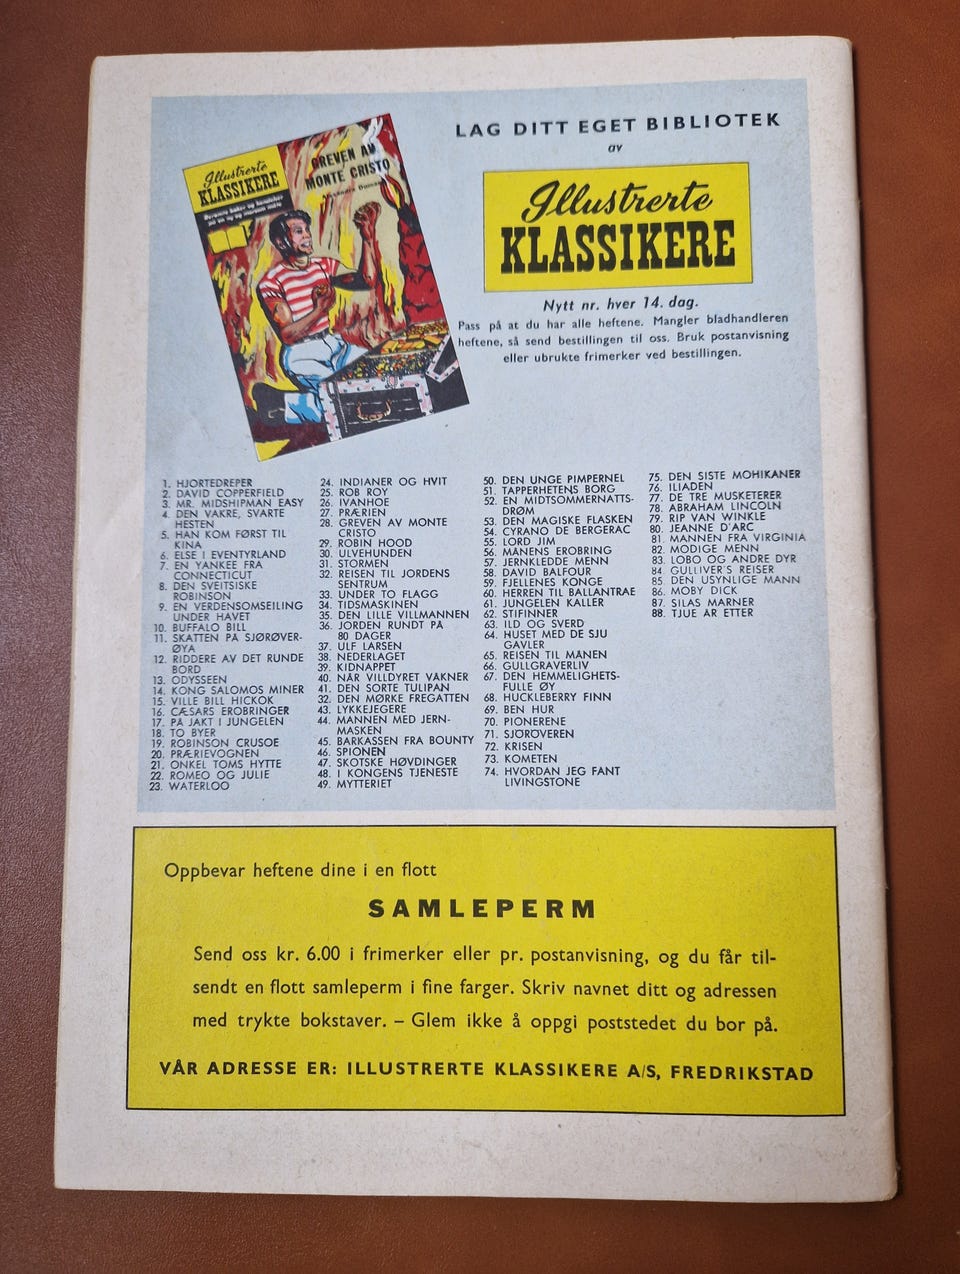 LAG DITT EGET BIBLIOTEK
av
Illustrerte
KLASSIKERE
Illustrerte
KLASSIKERE
Berømte bøker og hendelser
på en ny og morsom måte
GREVEN AV
MONTE CRISTO
Alexandre Dumas
Nytt nr. hver 14. dag.
Pass på at du har alle heftene. Mangler bladhandleren
heftene, så send bestillingen til oss. Bruk postanvisning
eller ubrukte frimerker ved bestillingen.
1. HJORTEDREPER
2. DAVID COPPERFIELD
3. MR. MIDSHIPMAN EASY
4. DEN VAKRE, SVARTE
HESTEN
5. HAN KOM FØRST TIL
KINA
6. ELSE I EVENTYRLAND
7. EN YANKEE FRA
CONNECTICUT
8. DEN SVEITSISKE
ROBINSON
9. EN VERDENSOMSEILING
UNDER HAVET
10. BUFFALO BILL
11. SKATTEN PÅ SJØRØVER-
ØYA
12. RIDDERE AV DET RUNDE
BORD
13. ODYSSEEN
14. KONG SALOMOS MINER
15. VILLE BILL HICKOK
16. CÆSARS EROBRINGER
17. PÅ JAKT I JUNGELEN
18. TO BYER
19. ROBINSON CRUSOE
20. PRÆRIEVOGNEN
21. ONKEL TOMS HYTTE
22. ROMEO OG JULIE
23. WATERLOO
24. INDIANER OG HVIT
25. ROB ROY
26. IVANHOE
27. PRÆRIEN
28. GREVEN AV MONTE
CRISTO
29. ROBIN HOOD
30. ULVEHUNDEN
31. STORMEN
32. REISEN TIL JORDENS
SENTRUM
33. UNDER TO FLAGG
34. TIDSMASKINEN
35. DEN LILLE VILLMANNEN
36. JORDEN RUNDT PÅ
80 DAGER
37. ULF LARSEN
38. NEDERLAGET
39. KIDNAPPET
40. NÅR VILLDYRET VÅKNER
41. DEN SORTE TULIPAN
32. DEN MØRKE FREGATTEN
43. LYKKEJEGERE
44. MANNEN MED JERN-
MASKEN
45. BARKASSEN FRA BOUNTY
46. SPIONEN
47. SKOTSKE HØVDINGER
48. I KONGENS TJENESTE
49. MYTTERIET
50. DEN UNGE PIMPERNEL
51. TAPPERHETENS BORG
52. EN MIDTSOMMERNATTS-
DRØM
53. DEN MAGISKE FLASKEN
54. CYRANO DE BERGERAC
55. LORD JIM
56. MÅNENS EROBRING
57. JERNKLEDDE MENN
58. DAVID BALFOUR
59. FJELLENES KONGE
60. HERREN TIL BALLANTRAE
61. JUNGELEN KALLER
62. STIFINNER
63. ILD OG SVERD
64. HUSET MED DE SJU
GAVLER
65. REISEN TIL MÅNEN
66. GULLGRAVERLIV
67. DEN HEMMELIGHETS-
FULLE ØY
68. HUCKLEBERRY FINN
69. BEN HUR
70. PIONERENE
71. SJØRØVEREN
72. KRISEN
73. KOMETEN
74. HVORDAN JEG FANT
LIVINGSTONE
75. DEN SISTE MOHIKANER
76. ILIADEN
77. DE TRE MUSKETERER
78. ABRAHAM LINCOLN
79. RIP VAN WINKLE
80. JEANNE D'ARC
81. MANNEN FRA VIRGINIA
82. MODIGE MENN
83. LOBO OG ANDRE DYR
84. GULLIVER'S REISER
85. DEN USYNLIGE MANN
86. MOBY DICK
87. SILAS MARNER
88. TJUE ÅR ETTER
Oppbevar heftene dine i en flott
SAMLEPERM
Send oss kr. 6.00 i frimerker eller pr. postanvisning, og du får til-
sendt en flott samleperm i fine farger. Skriv navnet ditt og adressen
med trykte bokstaver. – Glem ikke å oppgi poststedet du bor på.
VÅR ADRESSE ER: ILLUSTRERTE KLASSIKERE A/S, FREDRIKSTAD